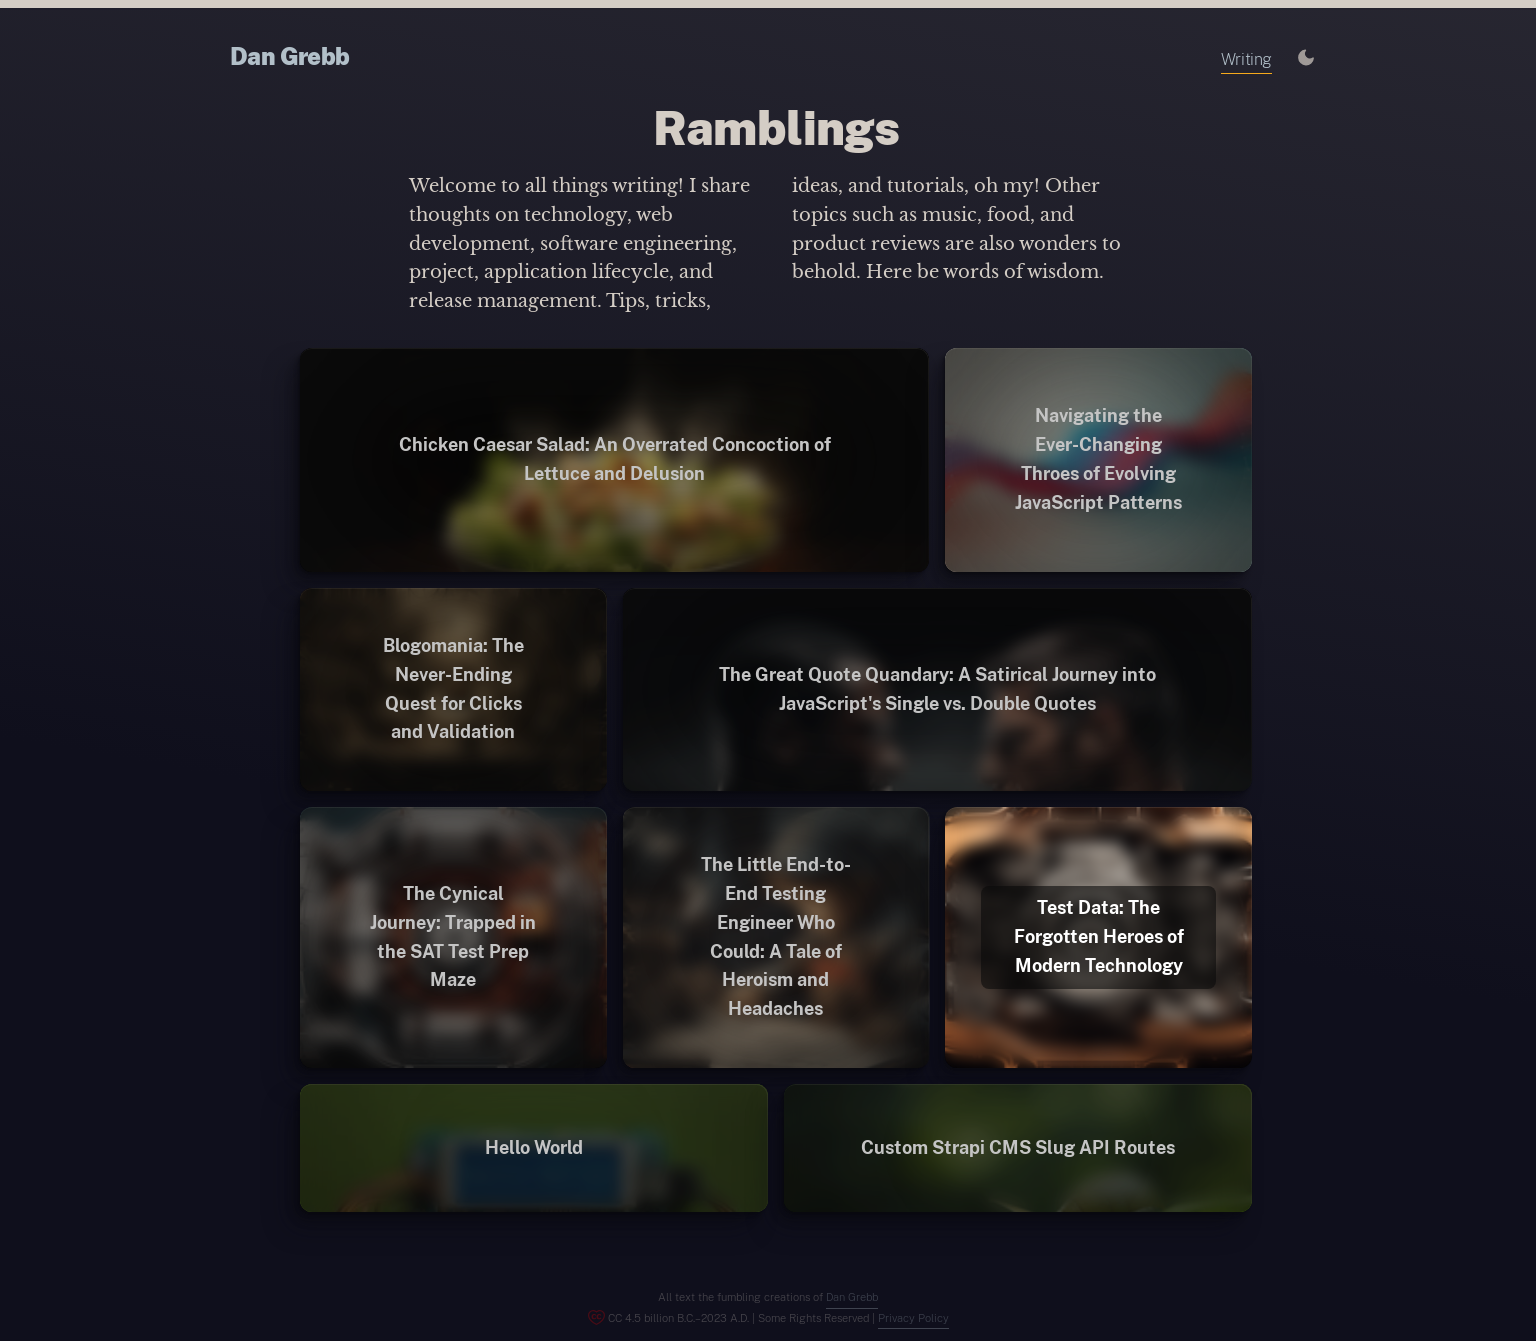 Dan Grebb
Writing
Ramblings
Welcome to all things writing! I share
thoughts on technology, web
development, software engineering,
project, application lifecycle, and
release management. Tips, tricks,
ideas, and tutorials, oh my! Other
topics such as music, food, and
product reviews are also wonders to
behold. Here be words of wisdom.
Chicken Caesar Salad: An Overrated Concoction of
Lettuce and Delusion
Navigating the
Ever-Changing
Throes of Evolving
JavaScript Patterns
Blogomania: The
Never-Ending
Quest for Clicks
and Validation
The Great Quote Quandary: A Satirical Journey into
JavaScript's Single vs. Double Quotes
The Cynical
Journey: Trapped in
the SAT Test Prep
Maze
The Little End-to-
End Testing
Engineer Who
Could: A Tale of
Heroism and
Headaches
Test Data: The
Forgotten Heroes of
Modern Technology
Hello World
Custom Strapi CMS Slug API Routes
All text the fumbling creations of Dan Grebb
CC 4.5 billion B.C.–2023 A.D. | Some Rights Reserved | Privacy Policy